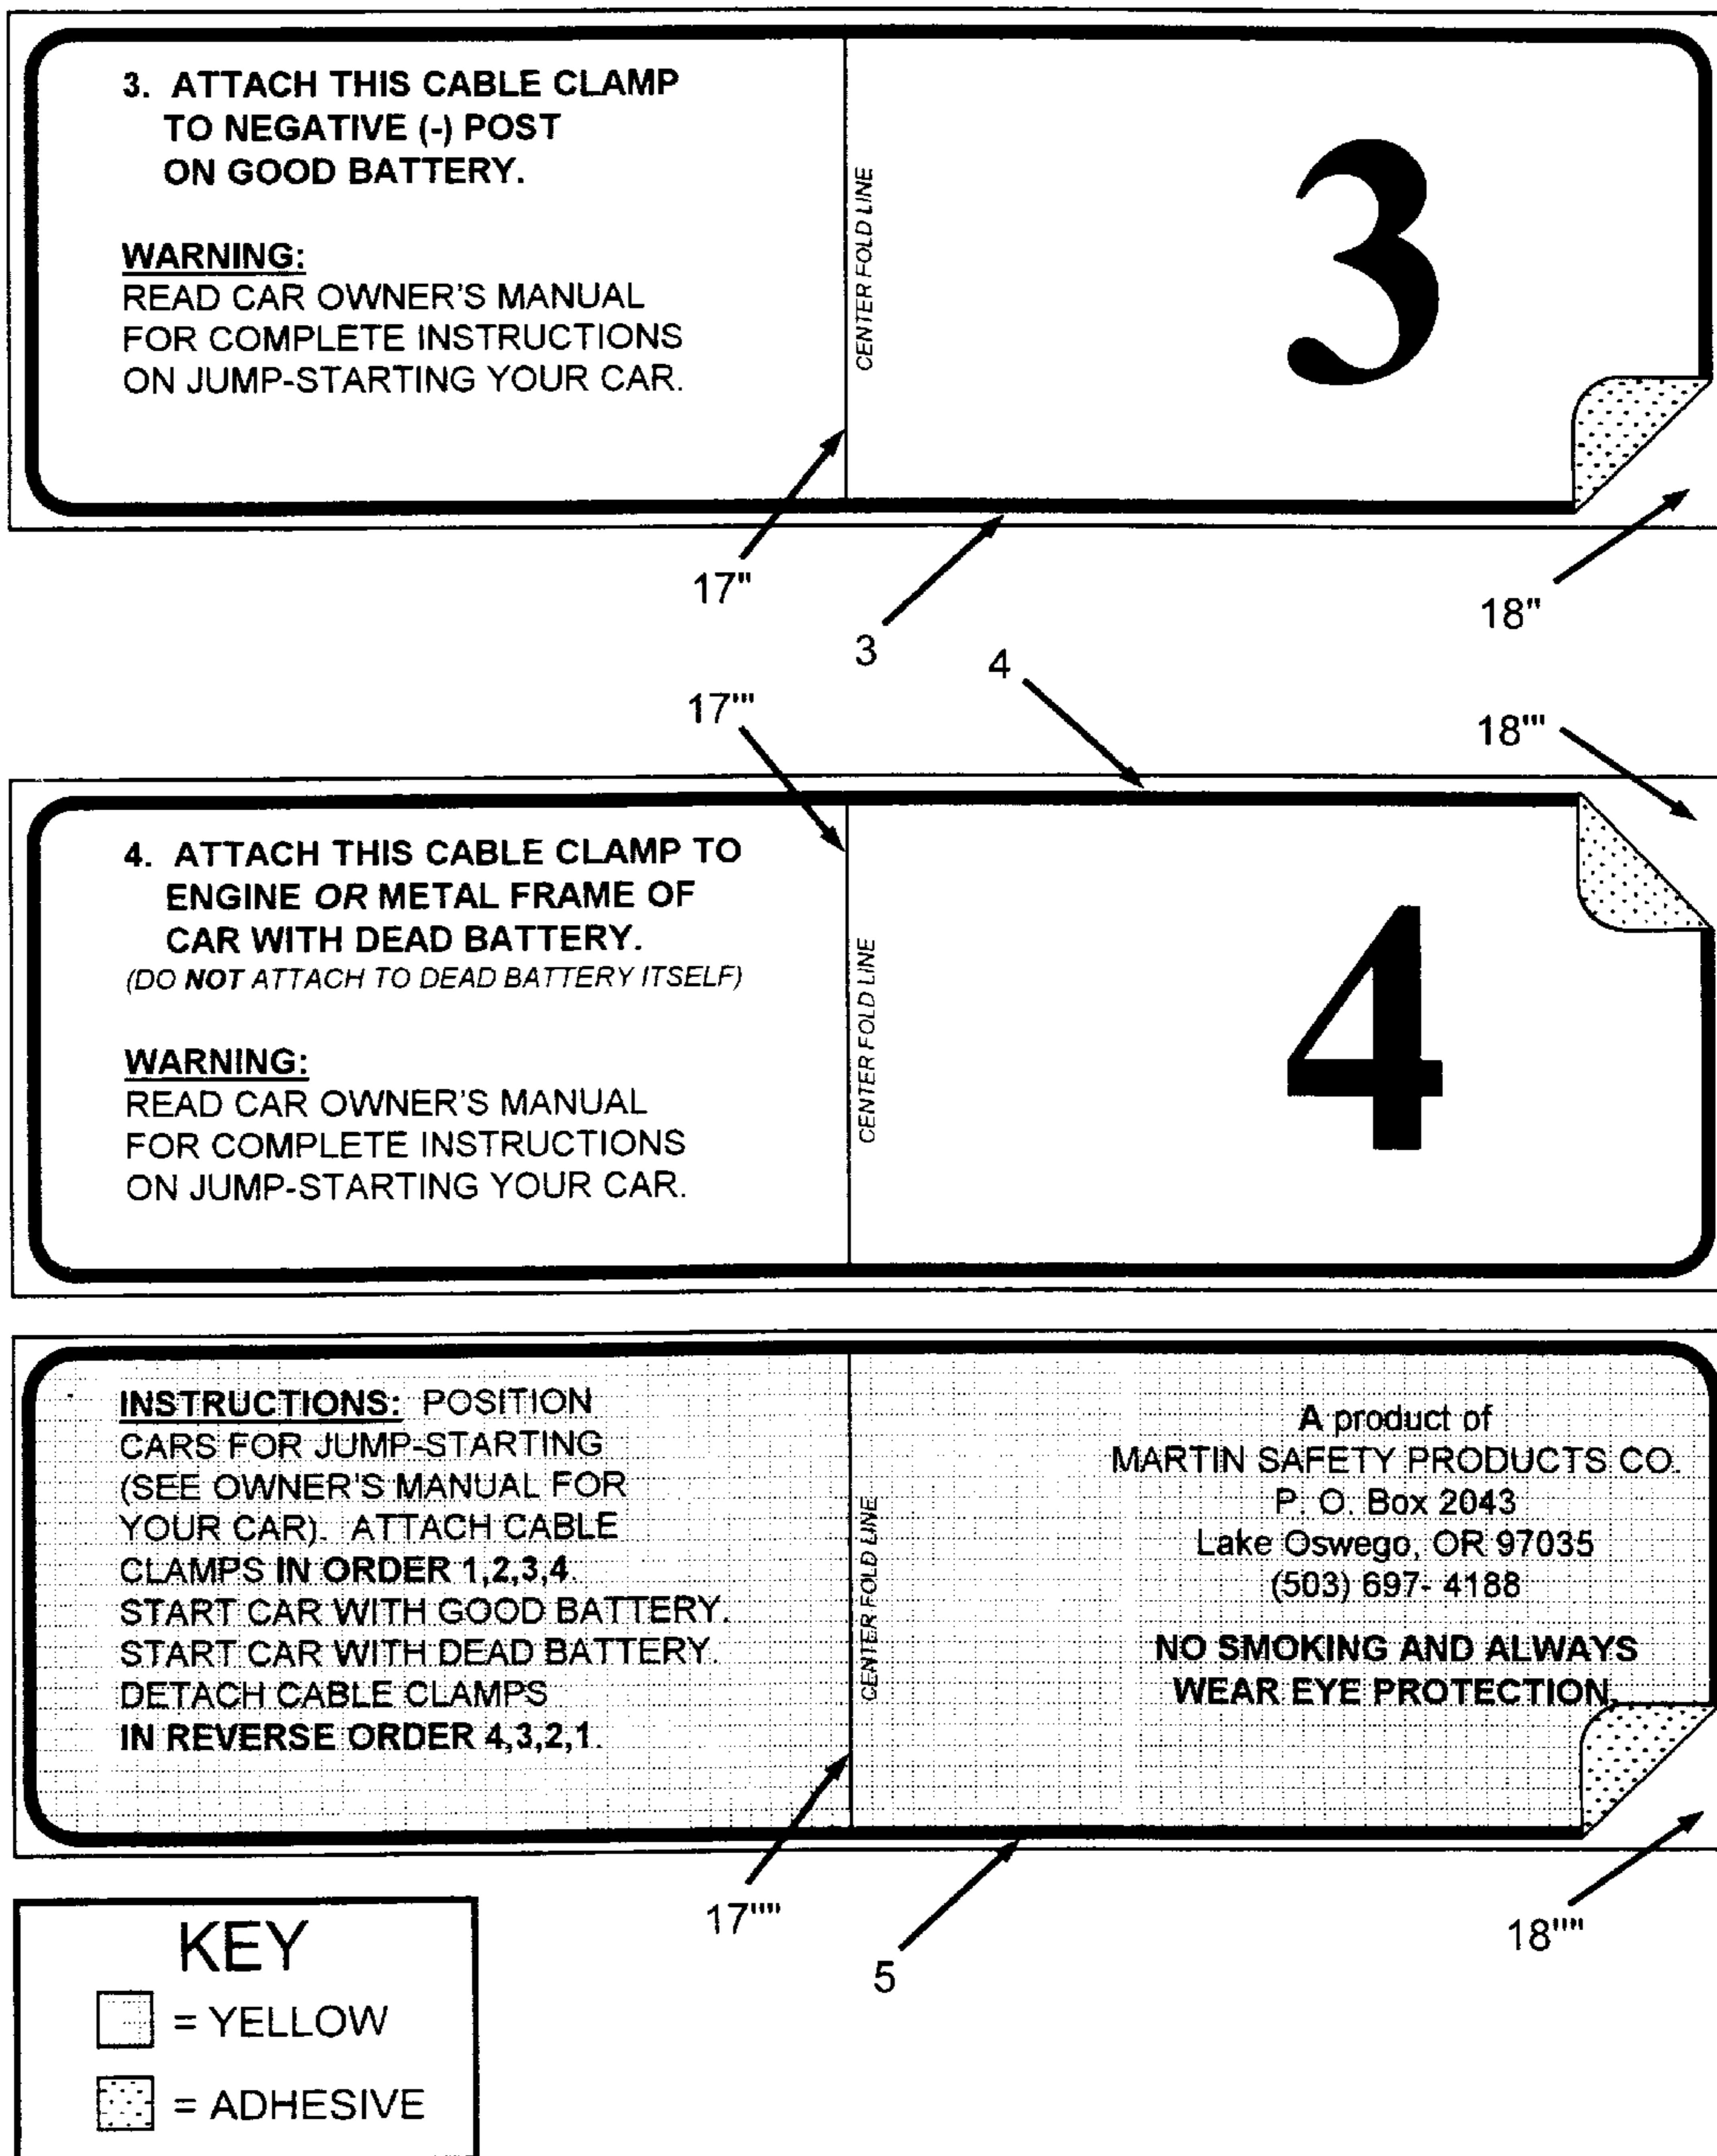 3. ATTACH THIS CABLE CLAMP
TO NEGATIVE (-) POST
ON GOOD BATTERY.
WARNING:
READ CAR OWNER'S MANUAL
FOR COMPLETE INSTRUCTIONS
ON JUMP-STARTING YOUR CAR.
CENTER FOLD LINE
3
17"
3
18"
17'"
4
18'"
4. ATTACH THIS CABLE CLAMP TO
ENGINE OR METAL FRAME OF
CAR WITH DEAD BATTERY.
(DO NOT ATTACH TO DEAD BATTERY ITSELF)
WARNING:
READ CAR OWNER'S MANUAL
FOR COMPLETE INSTRUCTIONS
ON JUMP-STARTING YOUR CAR.
CENTER FOLD LINE
4
INSTRUCTIONS: POSITION
CARS FOR JUMP-STARTING
(SEE OWNER'S MANUAL FOR
YOUR CAR). ATTACH CABLE
CLAMPS IN ORDER 1,2,3,4.
START CAR WITH GOOD BATTERY.
START CAR WITH DEAD BATTERY.
DETACH CABLE CLAMPS
IN REVERSE ORDER 4,3,2,1.
CENTER FOLD LINE
A product of
MARTIN SAFETY PRODUCTS CO.
P. O. Box 2043
Lake Oswego, OR 97035
(503) 697- 4188
NO SMOKING AND ALWAYS
WEAR EYE PROTECTION.
17""
5
18""
KEY
= YELLOW
= ADHESIVE